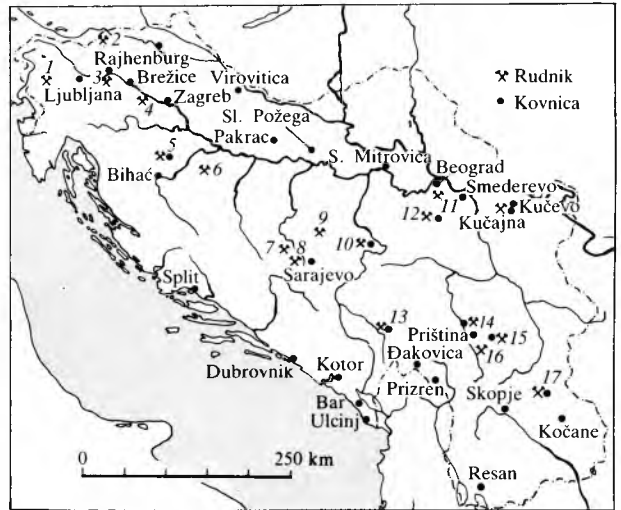 2
Rajhenburg
1
3
Brežice
Virovitica
Rudnik
Ljubljana
4
Zagreb
Kovnica
Sl. Požega
Pakrac
S. Mitrovica
5
Beograd
Bihać
6
Smederevo
11
Kučevo
9
12
Kučajna
7
8
10
Sarajevo
Split
13
14
Priština
15
Đakovica
16
Dubrovnik
Kotor
Prizren
Skopje
17
Bar
Ulcinj
Kočane
0
250 km
Resan